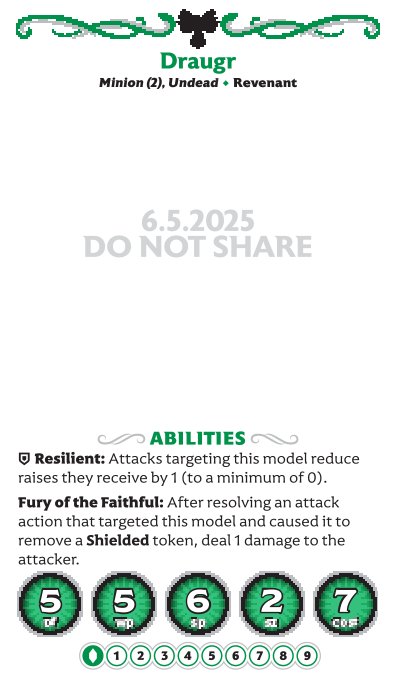 Draugr
Minion (2), Undead • Revenant
6.5.2025
DO NOT SHARE
ABILITIES
Resilient: Attacks targeting this model reduce
raises they receive by 1 (to a minimum of 0).
Fury of the Faithful: After resolving an attack
action that targeted this model and caused it to
remove a Shielded token, deal 1 damage to the
attacker.
5 5 6 2 7
Df Wp Sp Sz Cost
1 2 3 4 5 6 7 8 9